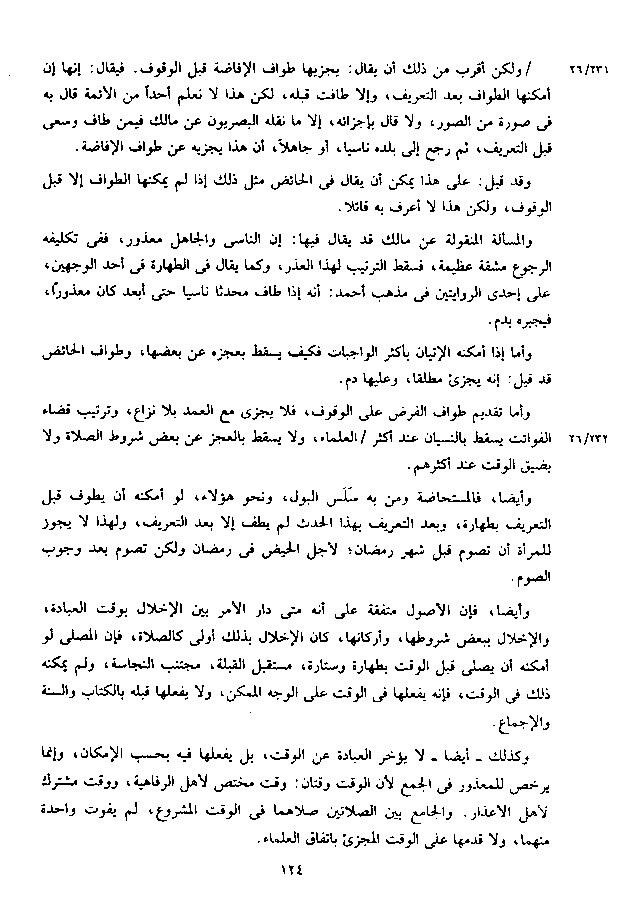 ٢٦/٢٣١ / ولكن أقرب من ذلك أن يقال: يجزيها طواف الإفاضة قبل الوقوف. فيقال: إنها إن
أمكنها الطواف بعد التعريف، وإلا طافت قبله، لكن هذا لا نعلم أحداً من الأئمة قال به
فى صورة من الصور، ولا قال بإجزائه، إلا ما نقله البصريون عن مالك فيمن طاف وسعى
قبل التعريف، ثم رجع إلى بلده ناسيا، أو جاهلاً، أن هذا يجزيه عن طواف الإفاضة.
وقد قيل: على هذا يمكن أن يقال فى الحائض مثل ذلك إذا لم يمكنها الطواف إلا قبل
الوقوف، ولكن هذا لا أعرف به قائلا.
والمسألة المنقولة عن مالك قد يقال فيها: إن الناسى والجاهل معذور، ففى تكليفه
الرجوع مشقة عظيمة، فسقط الترتيب لهذا العذر، وكما يقال فى الطهارة فى أحد الوجهين،
على إحدى الروايتين فى مذهب أحمد: أنه إذا طاف محدثا ناسيا حتى أبعد كان معذوراً،
فيجبره بدم.
وأما إذا أمكنه الإتيان بأكثر الواجبات فكيف يسقط بعجزه عن بعضها، وطواف الحائض
قد قيل: إنه يجزئ مطلقا، وعليها دم.
وأما تقديم طواف الفرض على الوقوف، فلا يجزى مع العمد بلا نزاع، وترتيب قضاء
٢٦/٢٣٢ الفوائت يسقط بالنسيان عند أكثر / العلماء، ولا يسقط بالعجز عن بعض شروط الصلاة ولا
بضيق الوقت عند أكثرهم.
وأيضا، فالمستحاضة ومن به سَلَس البول، ونحو هؤلاء، لو أمكنه أن يطوف قبل
التعريف بطهارة، وبعد التعريف بهذا الحدث لم يطف إلا بعد التعريف، ولهذا لا يجوز
للمرأة أن تصوم قبل شهر رمضان؛ لأجل الحيض فى رمضان ولكن تصوم بعد وجوب
الصوم.
وأيضا، فإن الأصول متفقة على أنه متى دار الأمر بين الإخلال بوقت العبادة،
والإخلال ببعض شروطها، وأركانها، كان الإخلال بذلك أولى كالصلاة، فإن المصلى لو
أمكنه أن يصلى قبل الوقت بطهارة وستارة، مستقبل القبلة، مجتنب النجاسة، ولم يمكنه
ذلك فى الوقت، فإنه يفعلها فى الوقت على الوجه الممكن، ولا يفعلها قبله بالكتاب والسنة
والإجماع.
وكذلك ـ أيضا ـ لا يؤخر العبادة عن الوقت، بل يفعلها فيه بحسب الإمكان، وإنما
يرخص للمعذور فى الجمع لأن الوقت وقتان: وقت مختص لأهل الرفاهية، ووقت مشترك
لأهل الأعذار. والجامع بين الصلاتين صلاهما فى الوقت المشروع، لم يفوت واحدة
منهما، ولا قدمها على الوقت المجزئ باتفاق العلماء.
١٢٤